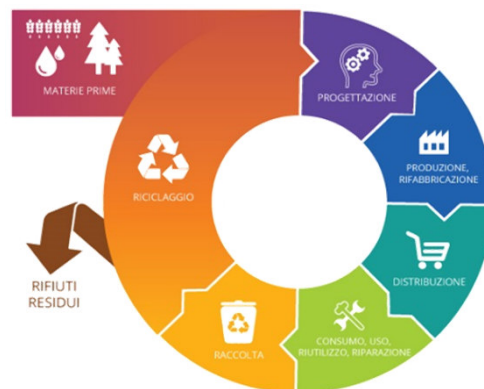 MATERIE PRIME
PROGETTAZIONE
PRODUZIONE,
RIFABBRICAZIONE
DISTRIBUZIONE
CONSUMO, USO,
RIUTILIZZO, RIPARAZIONE
RACCOLTA
RICICLAGGIO
RIFIUTI
RESIDUI